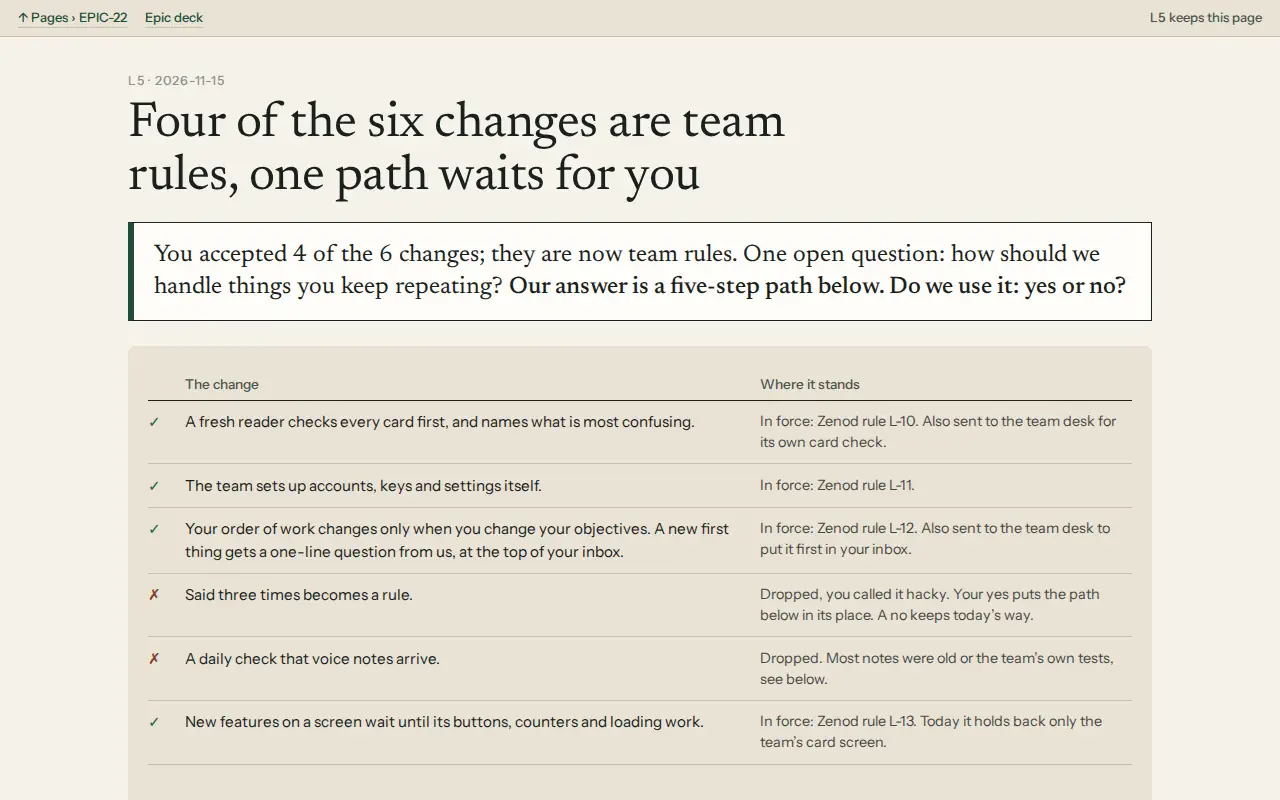 ↑ Pages › EPIC-22 Epic deck L5 keeps this page
L5 · 2026-11-15
Four of the six changes are team
rules, one path waits for you
You accepted 4 of the 6 changes; they are now team rules. One open question: how should we
handle things you keep repeating? Our answer is a five-step path below. Do we use it: yes or no?
The change Where it stands
✓ A fresh reader checks every card first, and names what is most confusing. In force: Zenod rule L-10. Also sent to the team desk for
its own card check.
✓ The team sets up accounts, keys and settings itself. In force: Zenod rule L-11.
✓ Your order of work changes only when you change your objectives. A new first
thing gets a one-line question from us, at the top of your inbox.
In force: Zenod rule L-12. Also sent to the team desk to
put it first in your inbox.
✗ Said three times becomes a rule. Dropped, you called it hacky. Your yes puts the path
below in its place. A no keeps today's way.
✗ A daily check that voice notes arrive. Dropped. Most notes were old or the team's own tests,
see below.
✓ New features on a screen wait until its buttons, counters and loading work. In force: Zenod rule L-13. Today it holds back only the
team's card screen.